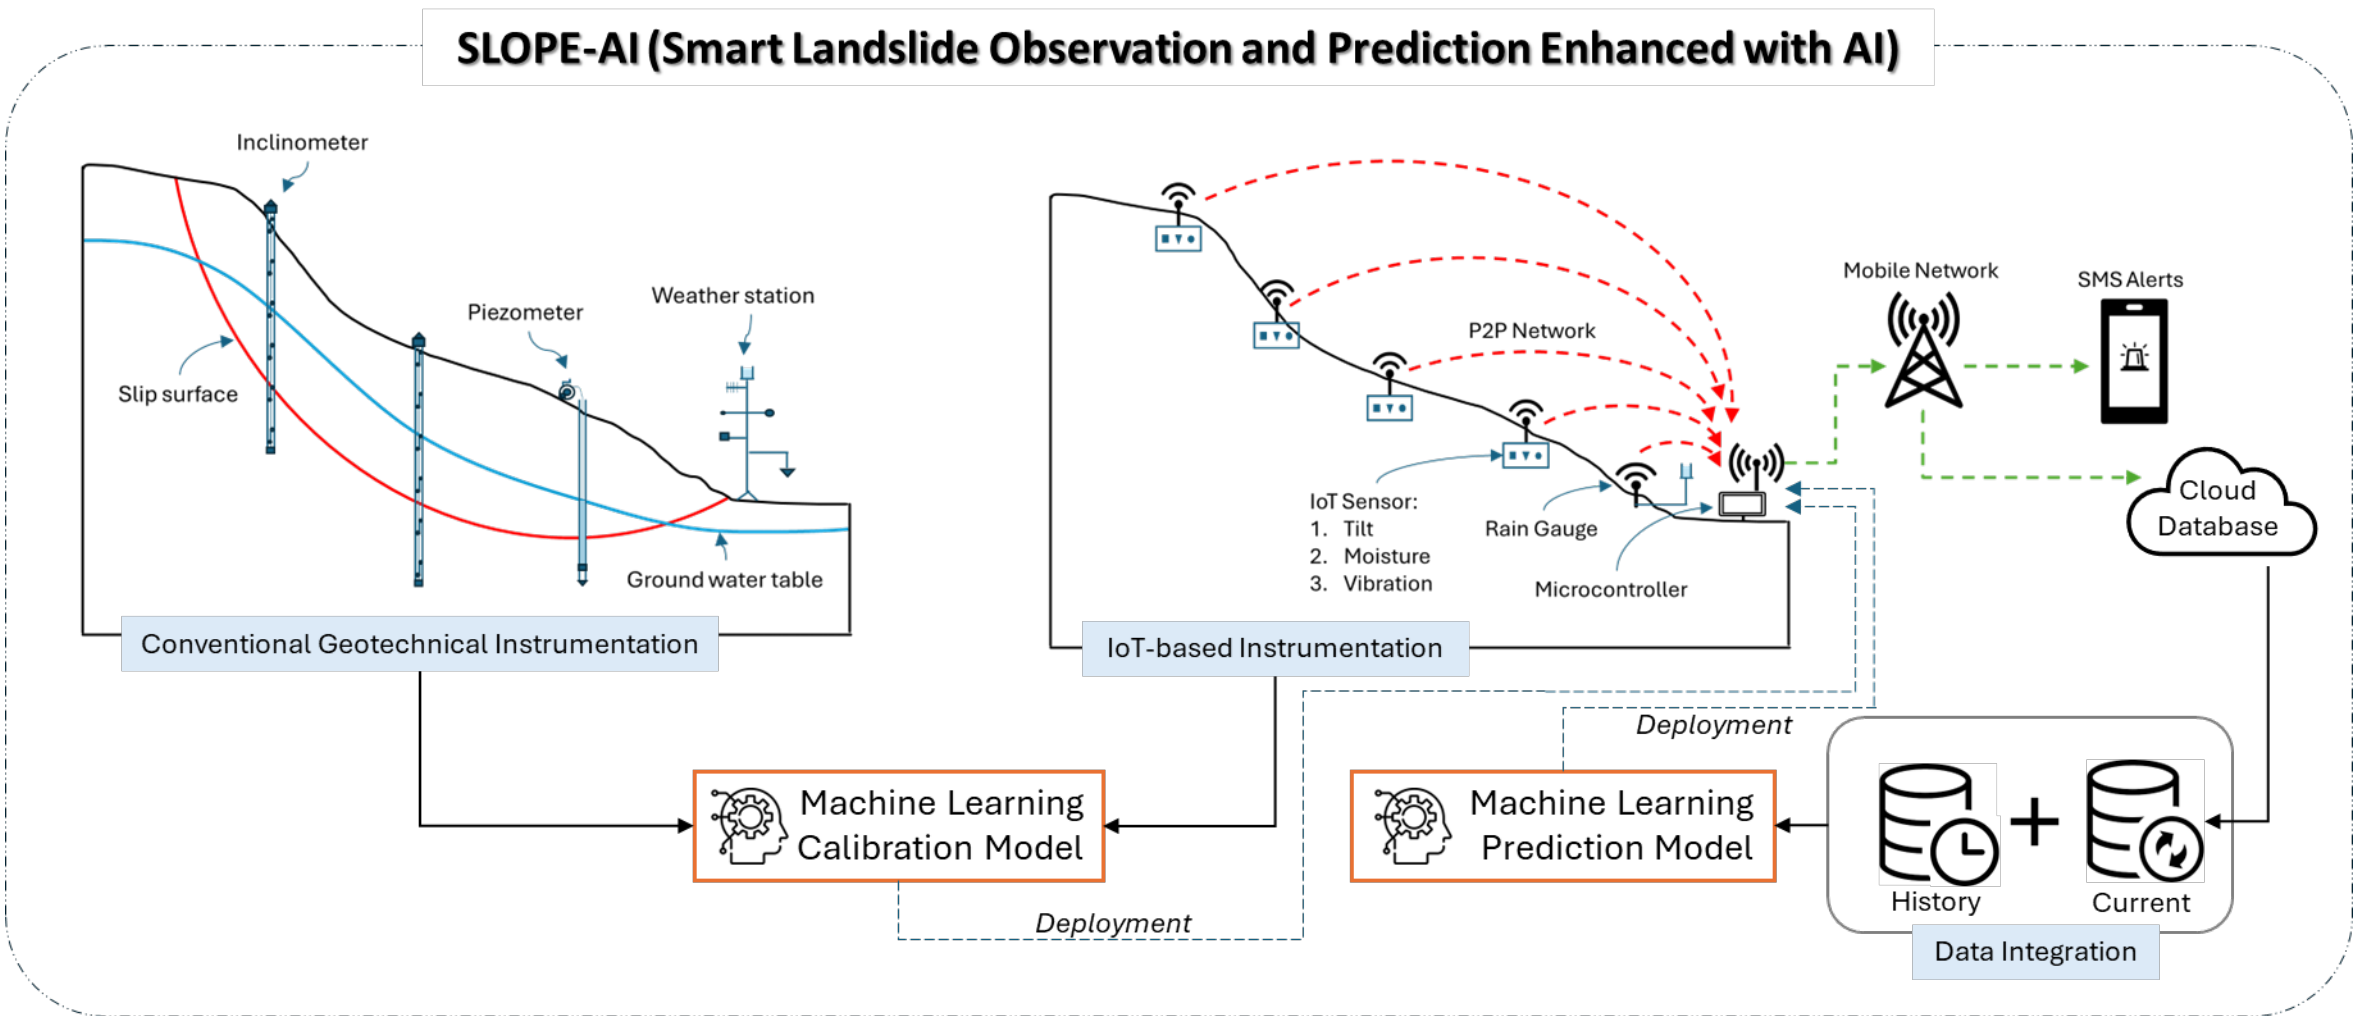 SLOPE-AI (Smart Landslide Observation and Prediction Enhanced with AI)
Inclinometer
Piezometer
Weather station
Slip surface
Ground water table
Conventional Geotechnical Instrumentation
P2P Network
Mobile Network
SMS Alerts
IoT Sensor:
1. Tilt
2. Moisture
3. Vibration
Rain Gauge
Microcontroller
Cloud
Database
IoT-based Instrumentation
Deployment
Machine Learning
Calibration Model
Machine Learning
Prediction Model
History
Current
Deployment
Data Integration